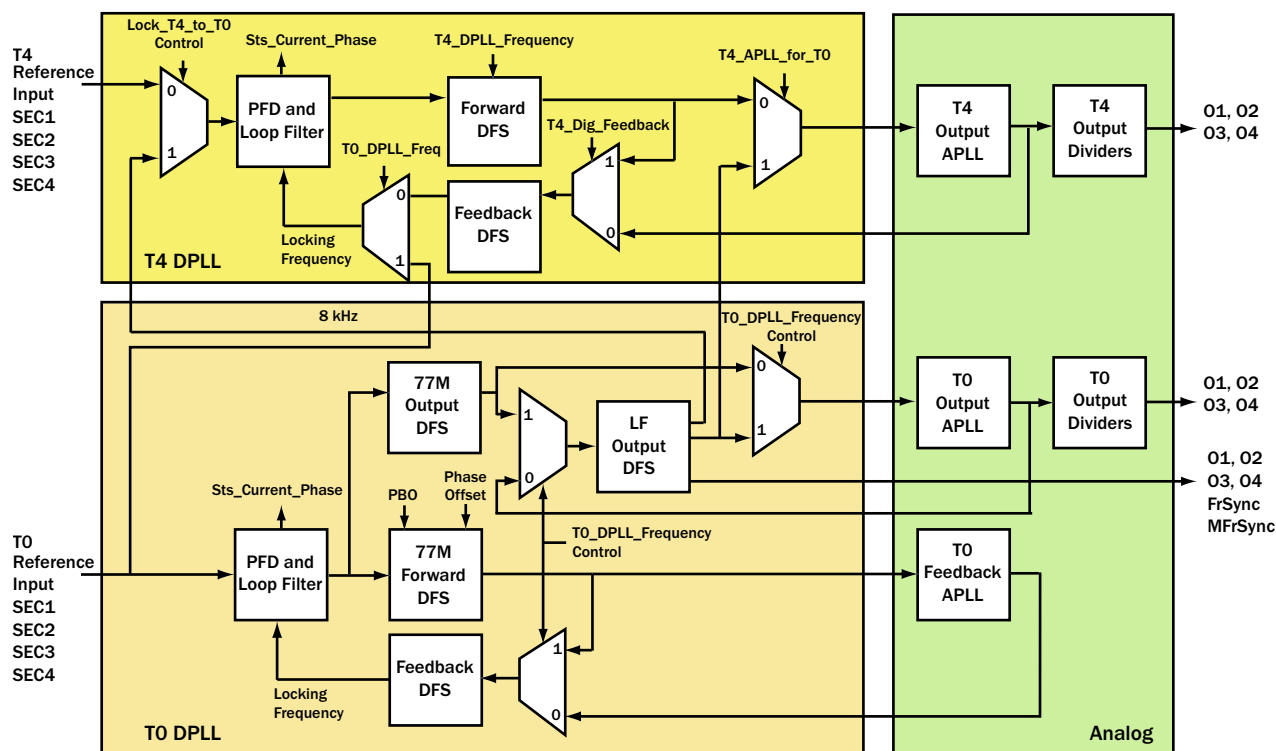 Lock_T4_to_T0
Control
Sts_Current_Phase
T4_DPLL_Frequency
T4_APLL_for_T0
T4
Reference
Input
SEC1
SEC2
SEC3
SEC4
0
1
PFD and
Loop Filter
Forward
DFS
T4_Dig_Feedback
T0_DPLL_Freq
0
1
Feedback
DFS
1
0
0
1
Locking
Frequency
T4 DPLL
T4
Output
APLL
T4
Output
Dividers
O1, O2
O3, O4
8 kHz
T0_DPLL_Frequency
Control
77M
Output
DFS
1
0
LF
Output
DFS
0
1
T0
Output
APLL
T0
Output
Dividers
O1, O2
O3, O4
O1, O2
O3, O4
FrSync
MFrSync
Sts_Current_Phase
PBO
Phase
Offset
T0_DPLL_Frequency
Control
T0
Reference
Input
SEC1
SEC2
SEC3
SEC4
PFD and
Loop Filter
77M
Forward
DFS
T0
Feedback
APLL
Feedback
DFS
1
0
Locking
Frequency
T0 DPLL
Analog